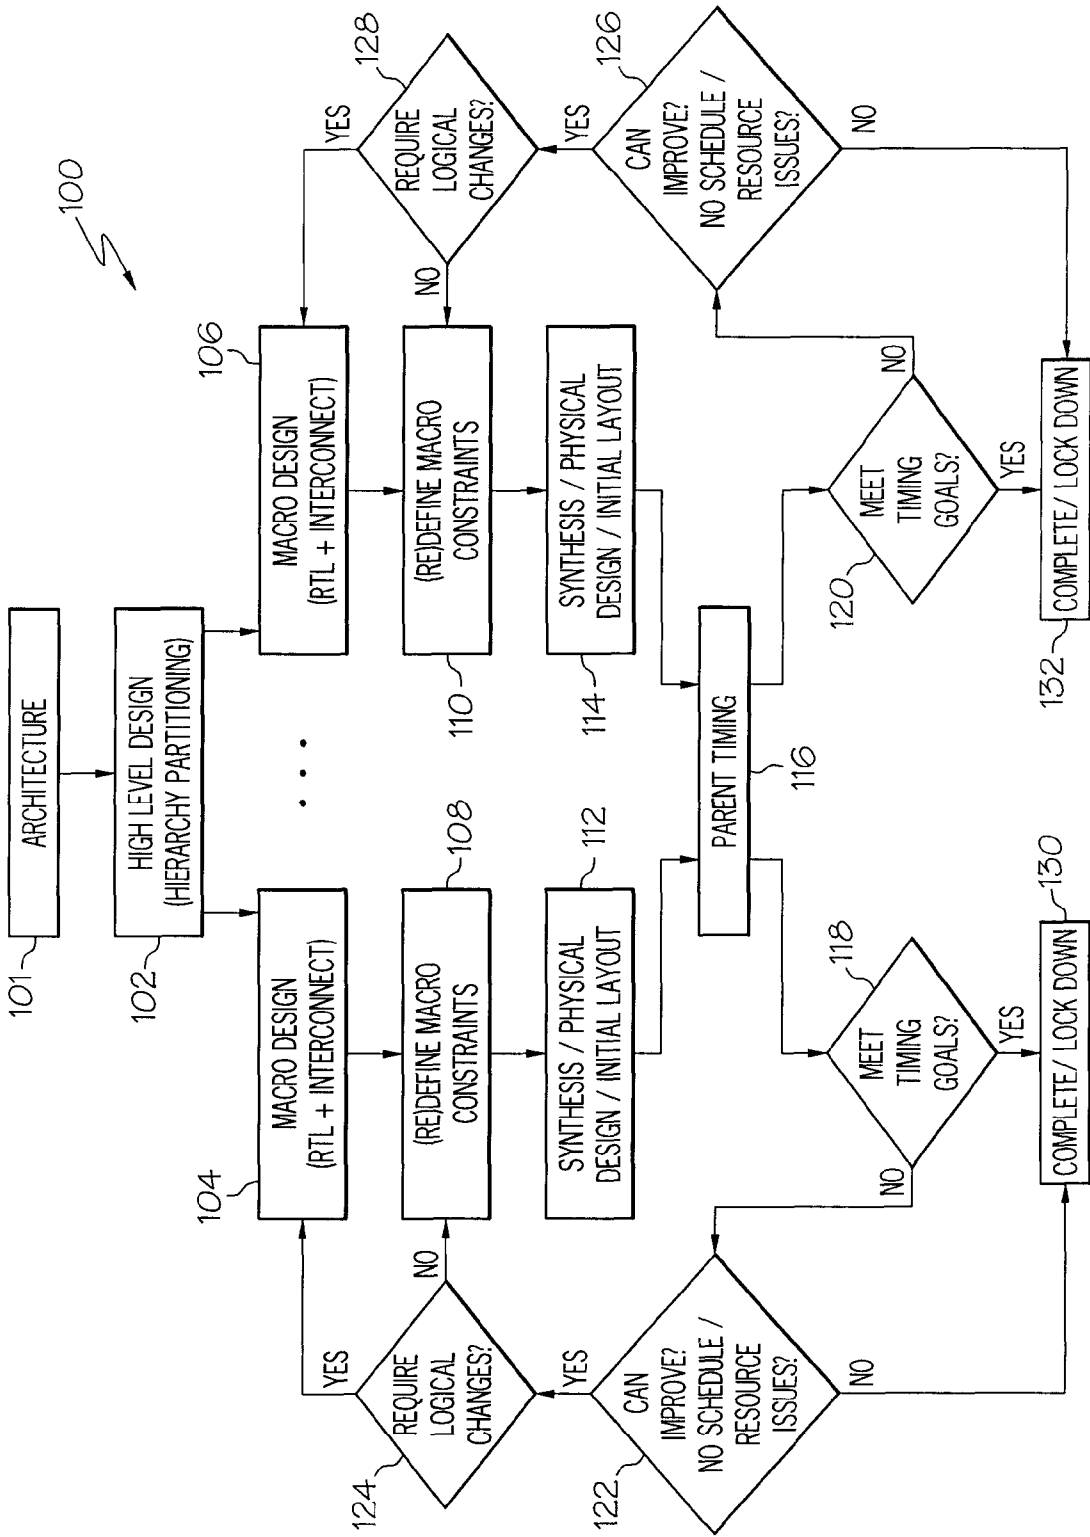 100
ARCHITECTURE
101
HIGH LEVEL DESIGN
(HIERARCHY PARTITIONING)
102
104
MACRO DESIGN
(RTL + INTERCONNECT)
106
MACRO DESIGN
(RTL + INTERCONNECT)
• • •
YES
YES
124
REQUIRE
LOGICAL
CHANGES?
NO
(RE)DEFINE MACRO
CONSTRAINTS
108
(RE)DEFINE MACRO
CONSTRAINTS
110
NO
REQUIRE
LOGICAL
CHANGES?
128
SYNTHESIS / PHYSICAL
DESIGN / INITIAL LAYOUT
112
SYNTHESIS / PHYSICAL
DESIGN / INITIAL LAYOUT
114
YES
YES
122
CAN
IMPROVE?
NO SCHEDULE /
RESOURCE
ISSUES?
NO
PARENT TIMING
116
CAN
IMPROVE?
NO SCHEDULE /
RESOURCE
ISSUES?
126
NO
NO
MEET
TIMING
GOALS?
118
YES
MEET
TIMING
GOALS?
120
NO
YES
COMPLETE/ LOCK DOWN
130
COMPLETE/ LOCK DOWN
132